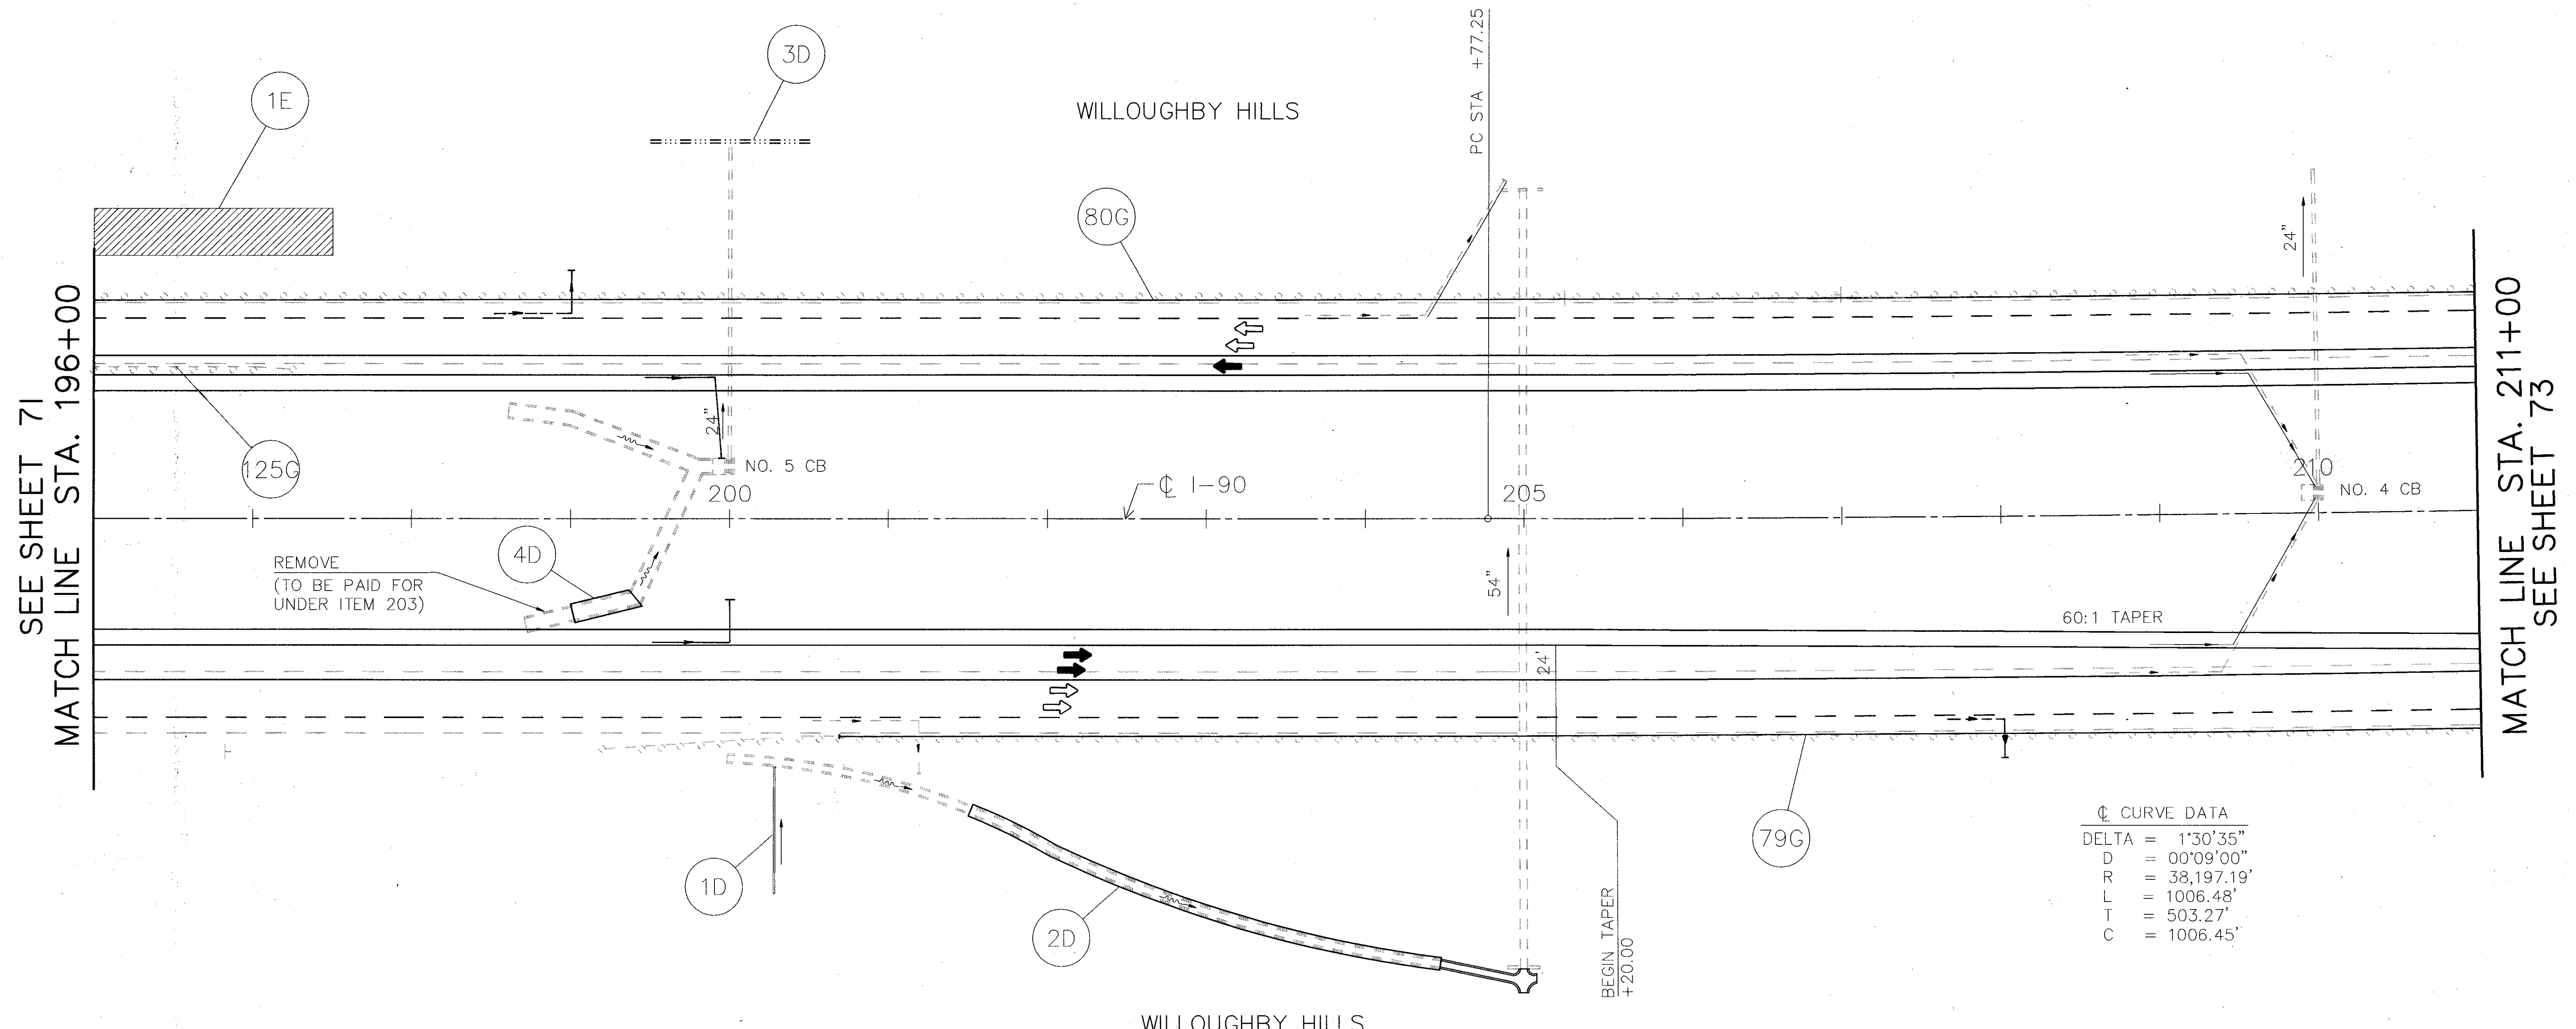 3D
1E
WILLOUGHBY HILLS
PC STA +77.25
80G
24"
SEE SHEET 71
MATCH LINE STA. 196+00
MATCH LINE STA. 211+00
SEE SHEET 73
24"
125G
NO. 5 CB
200
℄ I-90
205
210
NO. 4 CB
4D
REMOVE
(TO BE PAID FOR
UNDER ITEM 203)
54"
60:1 TAPER
24'
1D
2D
79G
BEGIN TAPER
+20.00
℄ CURVE DATA
DELTA = 1°30'35"
D = 00°09'00"
R = 38,197.19'
L = 1006.48'
T = 503.27'
C = 1006.45'
WILLOUGHBY HILLS